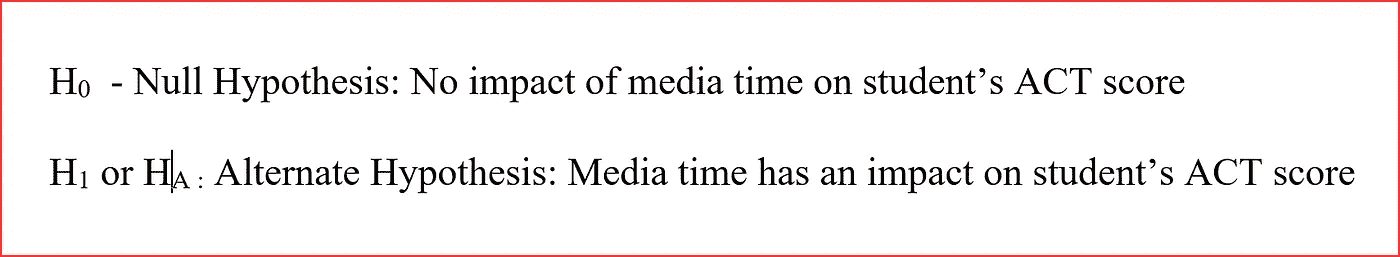 H₀ - Null Hypothesis: No impact of media time on student’s ACT score
H₁ or H_A : Alternate Hypothesis: Media time has an impact on student’s ACT score